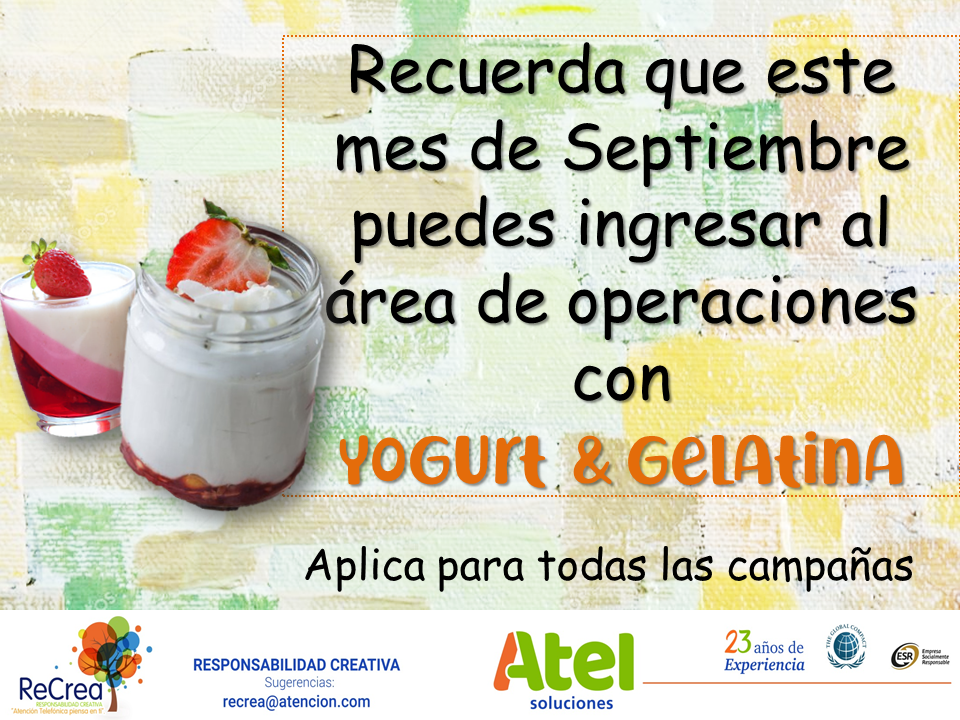 Recuerda que este
mes de Septiembre
puedes ingresar al
área de operaciones
con
YOGURt & GELAtINA
Aplica para todas las campañas
ReCrea
RESPONSABILIDAD CREATIVA
"Atención Telefónica piensa en ti"
RESPONSABILIDAD CREATIVA
Sugerencias:
recrea@atencion.com
Atel
soluciones
23 años de
Experiencia
THE GLOBAL COMPACT
ESR
Empresa
Socialmente
Responsable